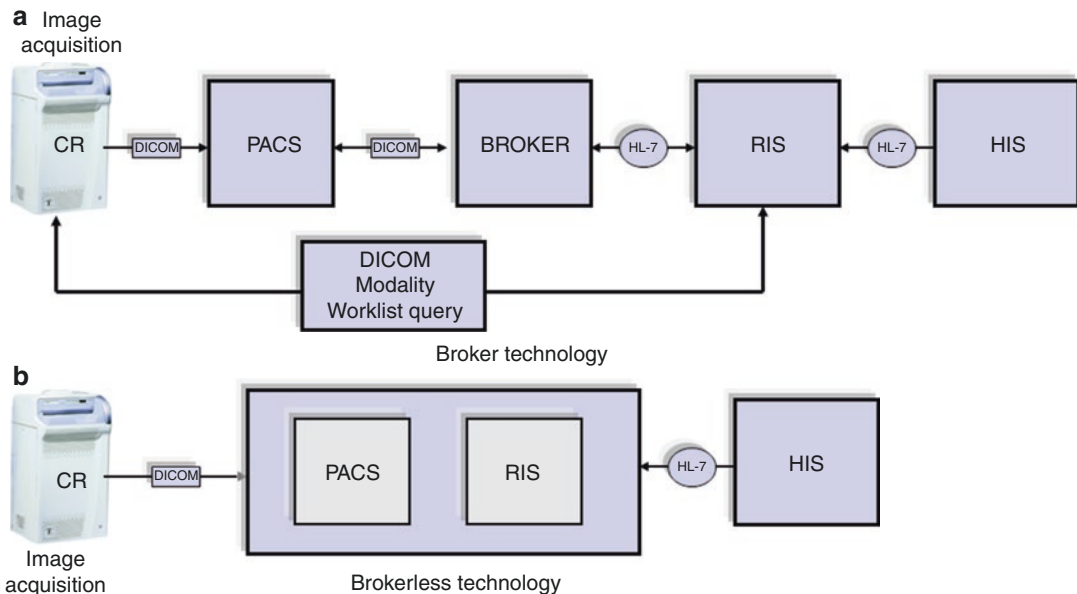 a
Image
acquisition
CR
DICOM
PACS
DICOM
BROKER
HL-7
RIS
HL-7
HIS
DICOM
Modality
Worklist query
Broker technology
b
CR
DICOM
PACS
RIS
HL-7
HIS
Image
acquisition
Brokerless technology